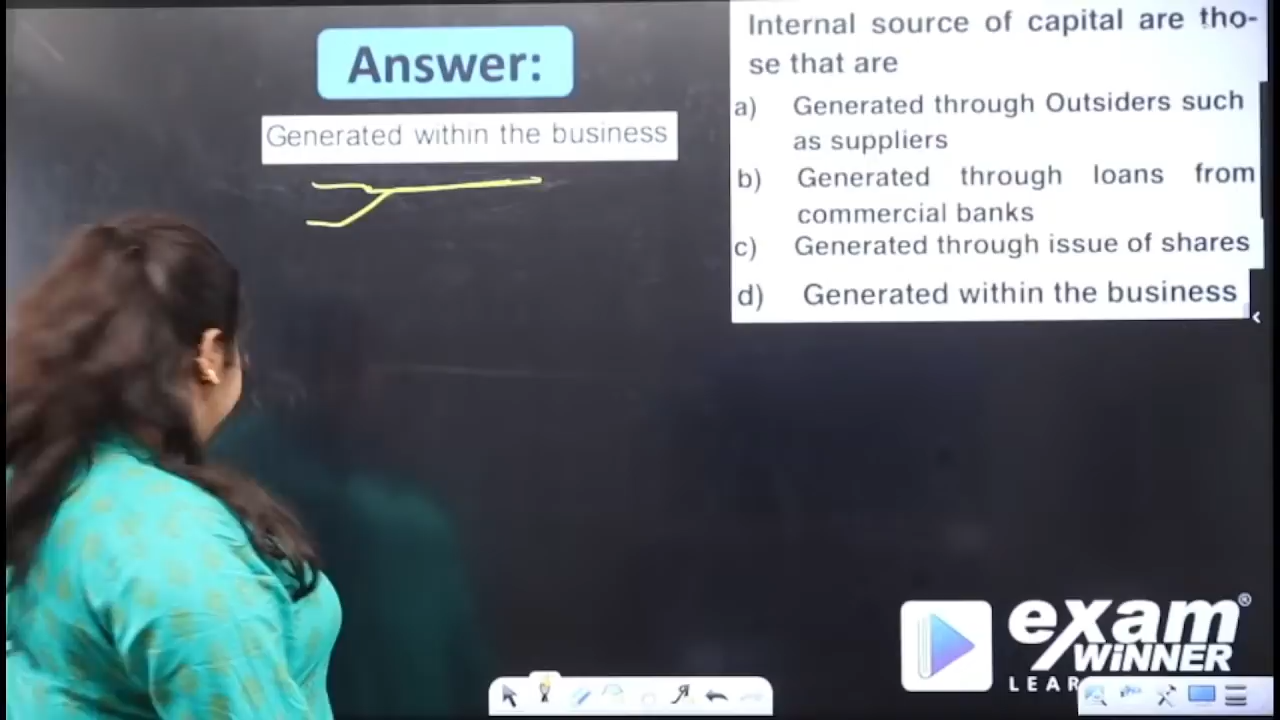 Answer:
Generated within the business
Internal source of capital are tho-
se that are
a) Generated through Outsiders such
as suppliers
b) Generated through loans from
commercial banks
c) Generated through issue of shares
d) Generated within the business
exam
WiNNER
LEAR